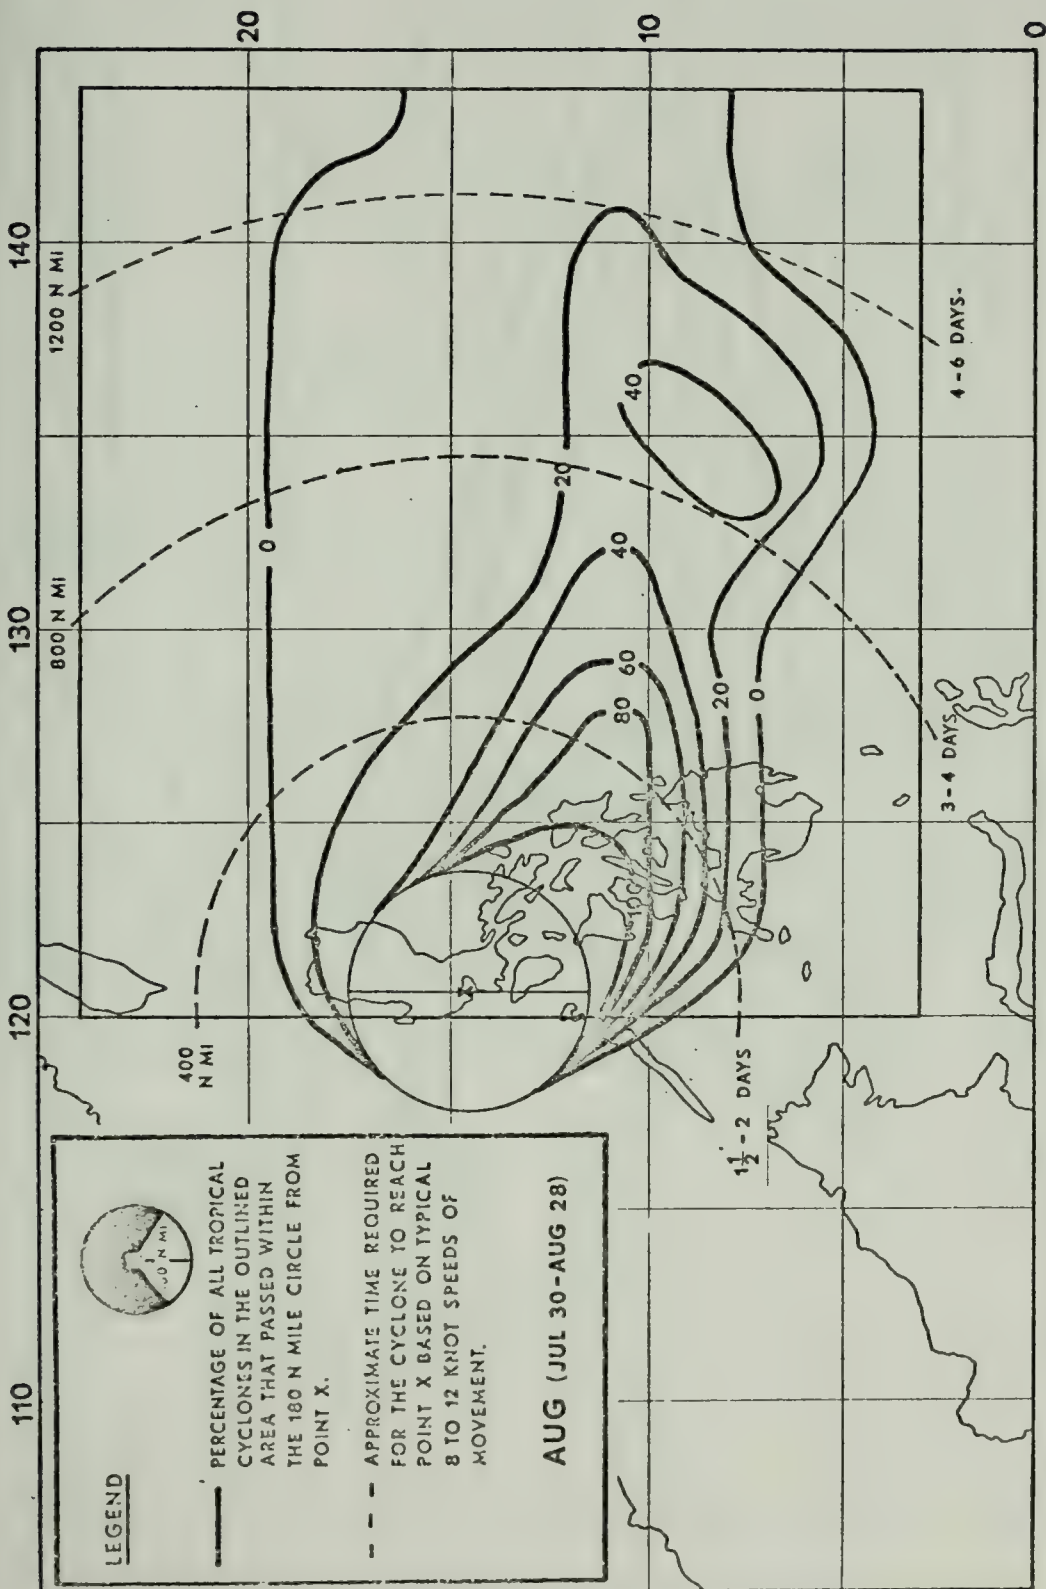 110
120
130
140
20
10
0
LEGEND
N MI
PERCENTAGE OF ALL TROPICAL
CYCLONES IN THE OUTLINED
AREA THAT PASSED WITHIN
THE 180 N MILE CIRCLE FROM
POINT X.
APPROXIMATE TIME REQUIRED
FOR THE CYCLONE TO REACH
POINT X BASED ON TYPICAL
8 TO 12 KNOT SPEEDS OF
MOVEMENT.
AUG (JUL 30-AUG 28)
400
N MI
800 N MI
1200 N MI
0
20
40
40
60
80
100
20
0
1½-2 DAYS
3-4 DAYS
4-6 DAYS